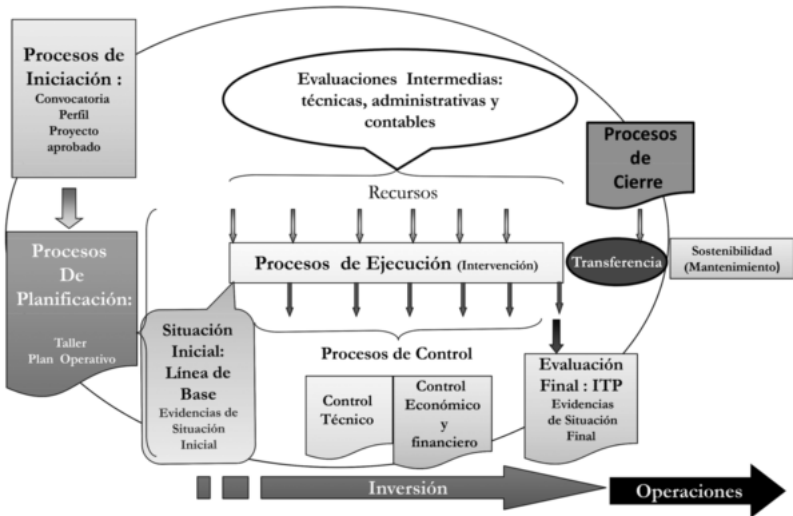 Procesos de
Iniciación :
Convocatoria
Perfil
Proyecto
aprobado
Evaluaciones Intermedias:
técnicas, administrativas y
contables
Procesos
de
Cierre
Recursos
Procesos
De
Planificación:
Taller
Plan Operativo
Procesos de Ejecución (Intervención)
Transferencia
Sostenibilidad
(Mantenimiento)
Situación
Inicial:
Línea de
Base
Evidencias de
Situación
Inicial
Procesos de Control
Control
Técnico
Control
Económico
y
financiero
Evaluación
Final : ITP
Evidencias
de Situación
Final
Inversión
Operaciones